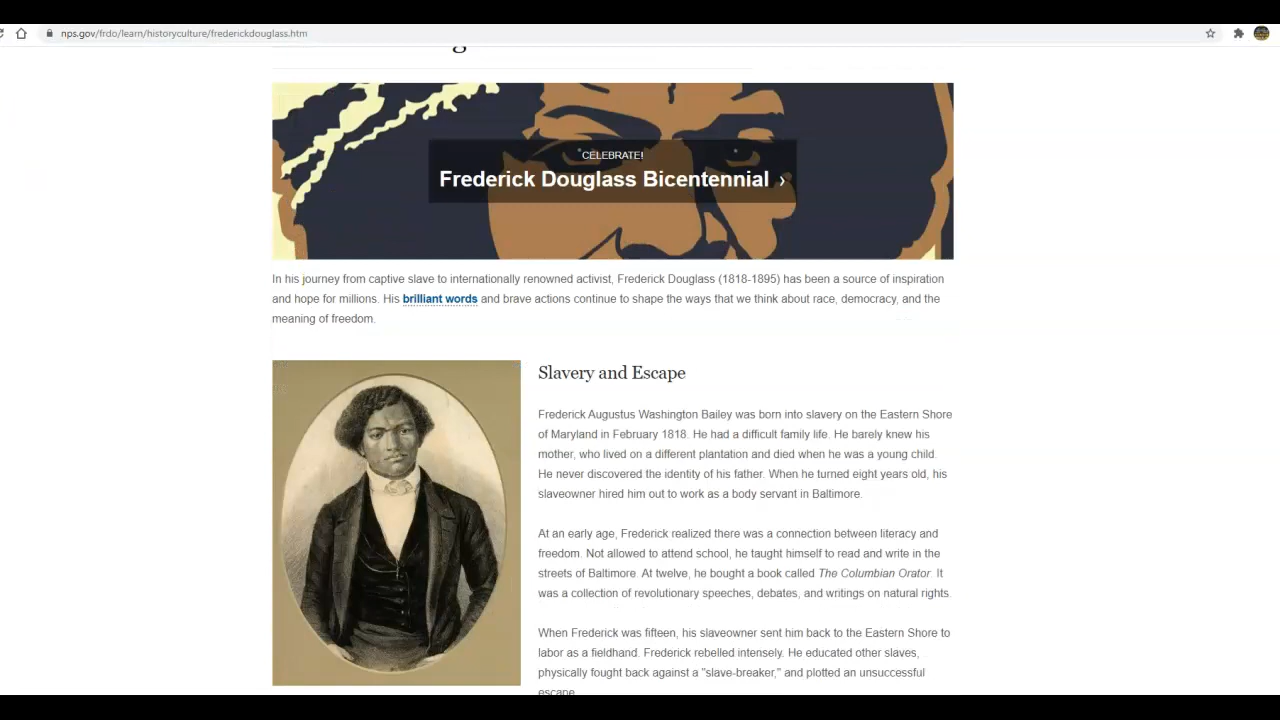 nps.gov/frdo/learn/historyculture/frederickdouglass.htm
CELEBRATE!
Frederick Douglass Bicentennial ›
In his journey from captive slave to internationally renowned activist, Frederick Douglass (1818-1895) has been a source of inspiration
and hope for millions. His brilliant words and brave actions continue to shape the ways that we think about race, democracy, and the
meaning of freedom.
Slavery and Escape
Frederick Augustus Washington Bailey was born into slavery on the Eastern Shore
of Maryland in February 1818. He had a difficult family life. He barely knew his
mother, who lived on a different plantation and died when he was a young child.
He never discovered the identity of his father. When he turned eight years old, his
slaveowner hired him out to work as a body servant in Baltimore.
At an early age, Frederick realized there was a connection between literacy and
freedom. Not allowed to attend school, he taught himself to read and write in the
streets of Baltimore. At twelve, he bought a book called The Columbian Orator. It
was a collection of revolutionary speeches, debates, and writings on natural rights.
When Frederick was fifteen, his slaveowner sent him back to the Eastern Shore to
labor as a fieldhand. Frederick rebelled intensely. He educated other slaves,
physically fought back against a "slave-breaker," and plotted an unsuccessful
escape.